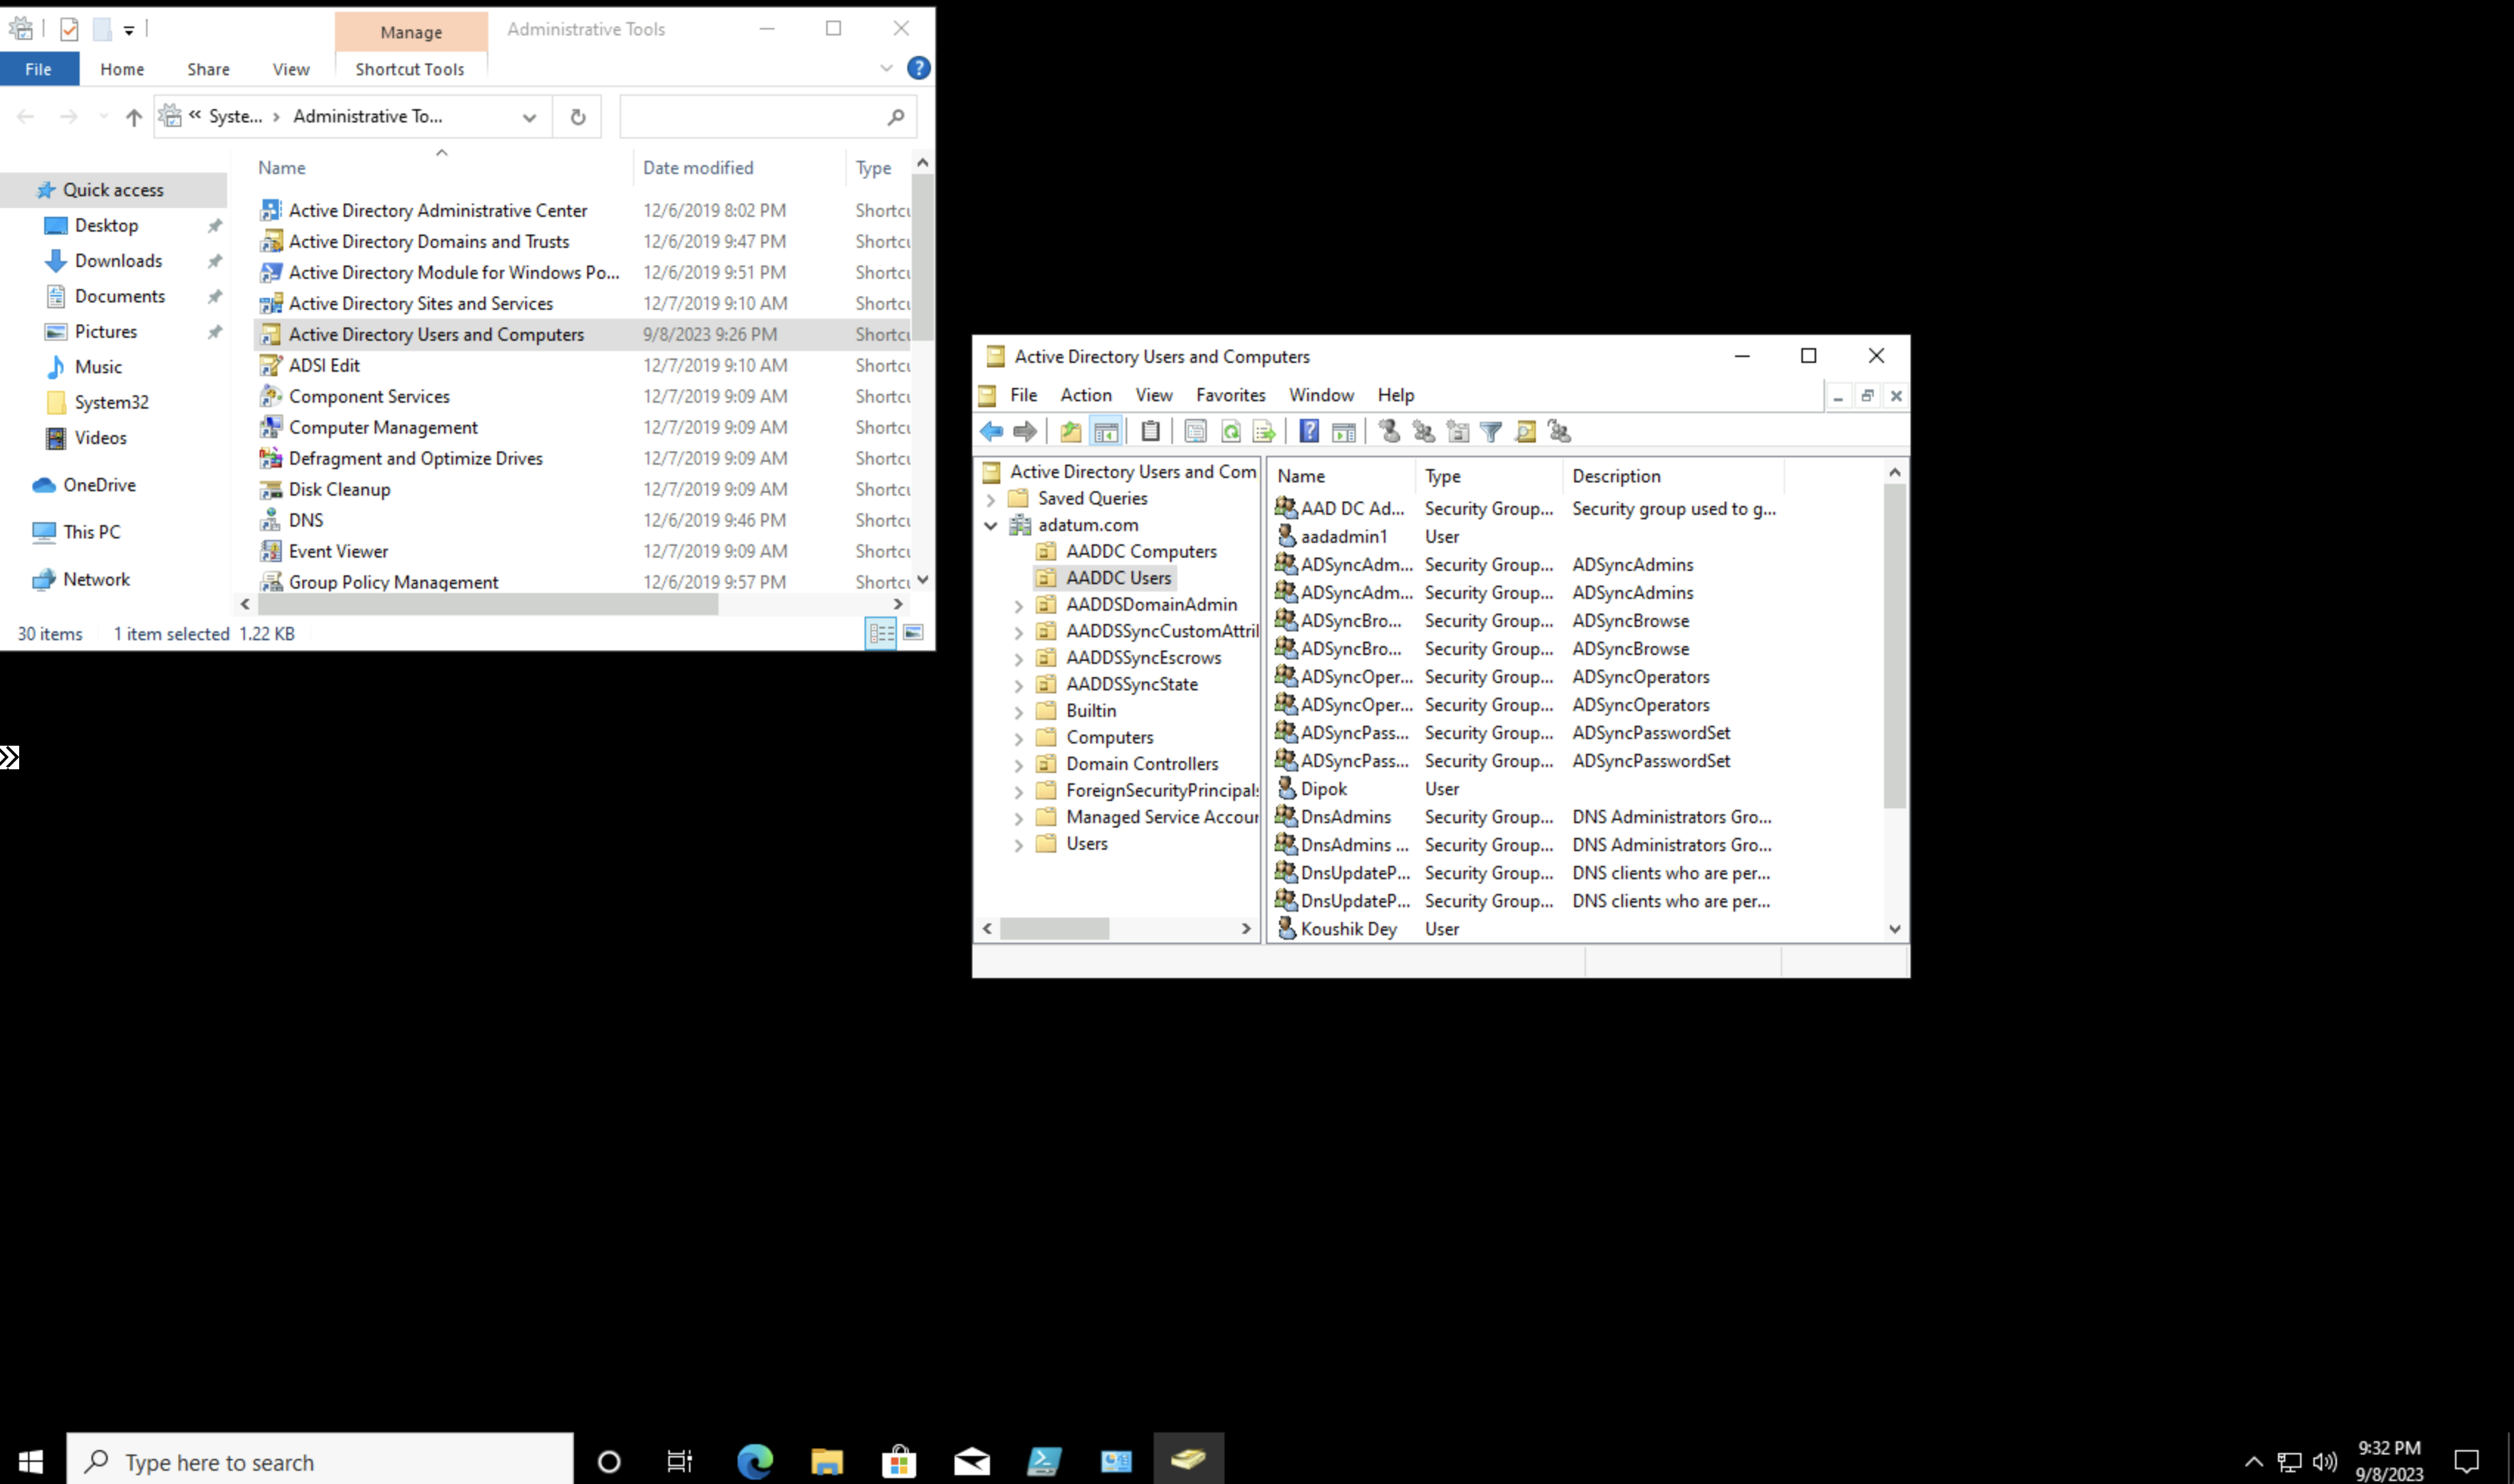 Manage
Administrative Tools
File
Home
Share
View
Shortcut Tools
?
« Syste... › Administrative To...
Name
Date modified
Type
Quick access
Desktop
Downloads
Documents
Pictures
Music
System32
Videos
OneDrive
This PC
Network
Active Directory Administrative Center 12/6/2019 8:02 PM Shortcu
Active Directory Domains and Trusts 12/6/2019 9:47 PM Shortcu
Active Directory Module for Windows Po... 12/6/2019 9:51 PM Shortcu
Active Directory Sites and Services 12/7/2019 9:10 AM Shortcu
Active Directory Users and Computers 9/8/2023 9:26 PM Shortcu
ADSI Edit 12/7/2019 9:10 AM Shortcu
Component Services 12/7/2019 9:09 AM Shortcu
Computer Management 12/7/2019 9:09 AM Shortcu
Defragment and Optimize Drives 12/7/2019 9:09 AM Shortcu
Disk Cleanup 12/7/2019 9:09 AM Shortcu
DNS 12/6/2019 9:46 PM Shortcu
Event Viewer 12/7/2019 9:09 AM Shortcu
Group Policy Management 12/6/2019 9:57 PM Shortcu
30 items 1 item selected 1.22 KB
Active Directory Users and Computers
File Action View Favorites Window Help
Active Directory Users and Com
Saved Queries
adatum.com
AADDC Computers
AADDC Users
AADDSDomainAdmin
AADDSSyncCustomAttril
AADDSSyncEscrows
AADDSSyncState
Builtin
Computers
Domain Controllers
ForeignSecurityPrincipals
Managed Service Accour
Users
Name Type Description
AAD DC Ad... Security Group... Security group used to g...
aadadmin1 User
ADSyncAdm... Security Group... ADSyncAdmins
ADSyncAdm... Security Group... ADSyncAdmins
ADSyncBro... Security Group... ADSyncBrowse
ADSyncBro... Security Group... ADSyncBrowse
ADSyncOper... Security Group... ADSyncOperators
ADSyncOper... Security Group... ADSyncOperators
ADSyncPass... Security Group... ADSyncPasswordSet
ADSyncPass... Security Group... ADSyncPasswordSet
Dipok User
DnsAdmins Security Group... DNS Administrators Gro...
DnsAdmins ... Security Group... DNS Administrators Gro...
DnsUpdateP... Security Group... DNS clients who are per...
DnsUpdateP... Security Group... DNS clients who are per...
Koushik Dey User
Type here to search
9:32 PM
9/8/2023